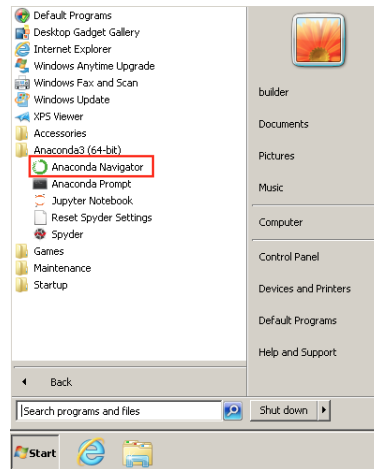 Default Programs
Desktop Gadget Gallery
Internet Explorer
Windows Anytime Upgrade
Windows Fax and Scan
Windows Update
XPS Viewer
Accessories
Anaconda3 (64-bit)
Anaconda Navigator
Anaconda Prompt
Jupyter Notebook
Reset Spyder Settings
Spyder
Games
Maintenance
Startup
Back
Search programs and files
builder
Documents
Pictures
Music
Computer
Control Panel
Devices and Printers
Default Programs
Help and Support
Shut down
Start